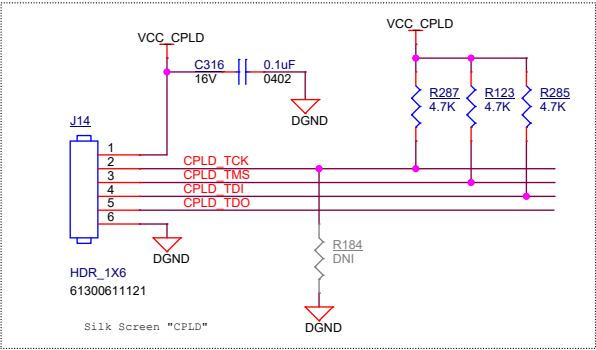 VCC_CPLD
VCC_CPLD
C316
0.1uF
16V
0402
DGND
R287
4.7K
R123
4.7K
R285
4.7K
J14
1
2
3
4
5
6
CPLD_TCK
CPLD_TMS
CPLD_TDI
CPLD_TDO
DGND
R184
DNI
HDR_1X6
61300611121
DGND
Silk Screen "CPLD"